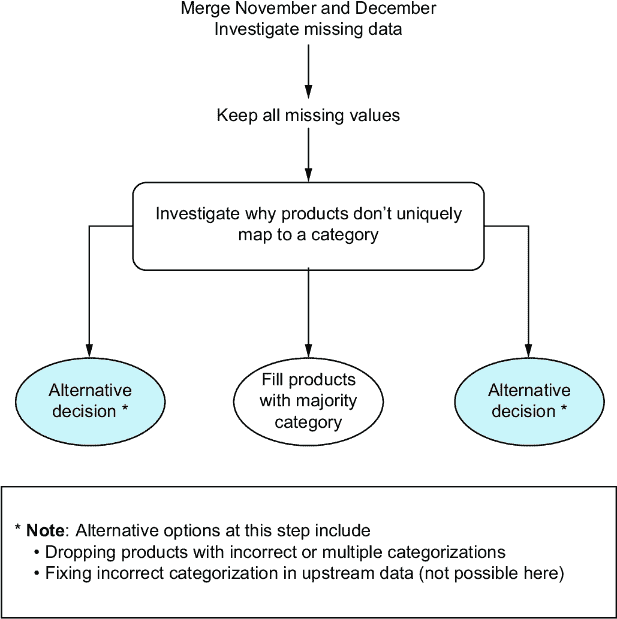 Merge November and December
Investigate missing data
Keep all missing values
Investigate why products don’t uniquely
map to a category
Alternative
decision *
Fill products
with majority
category
Alternative
decision *
* Note: Alternative options at this step include
• Dropping products with incorrect or multiple categorizations
• Fixing incorrect categorization in upstream data (not possible here)